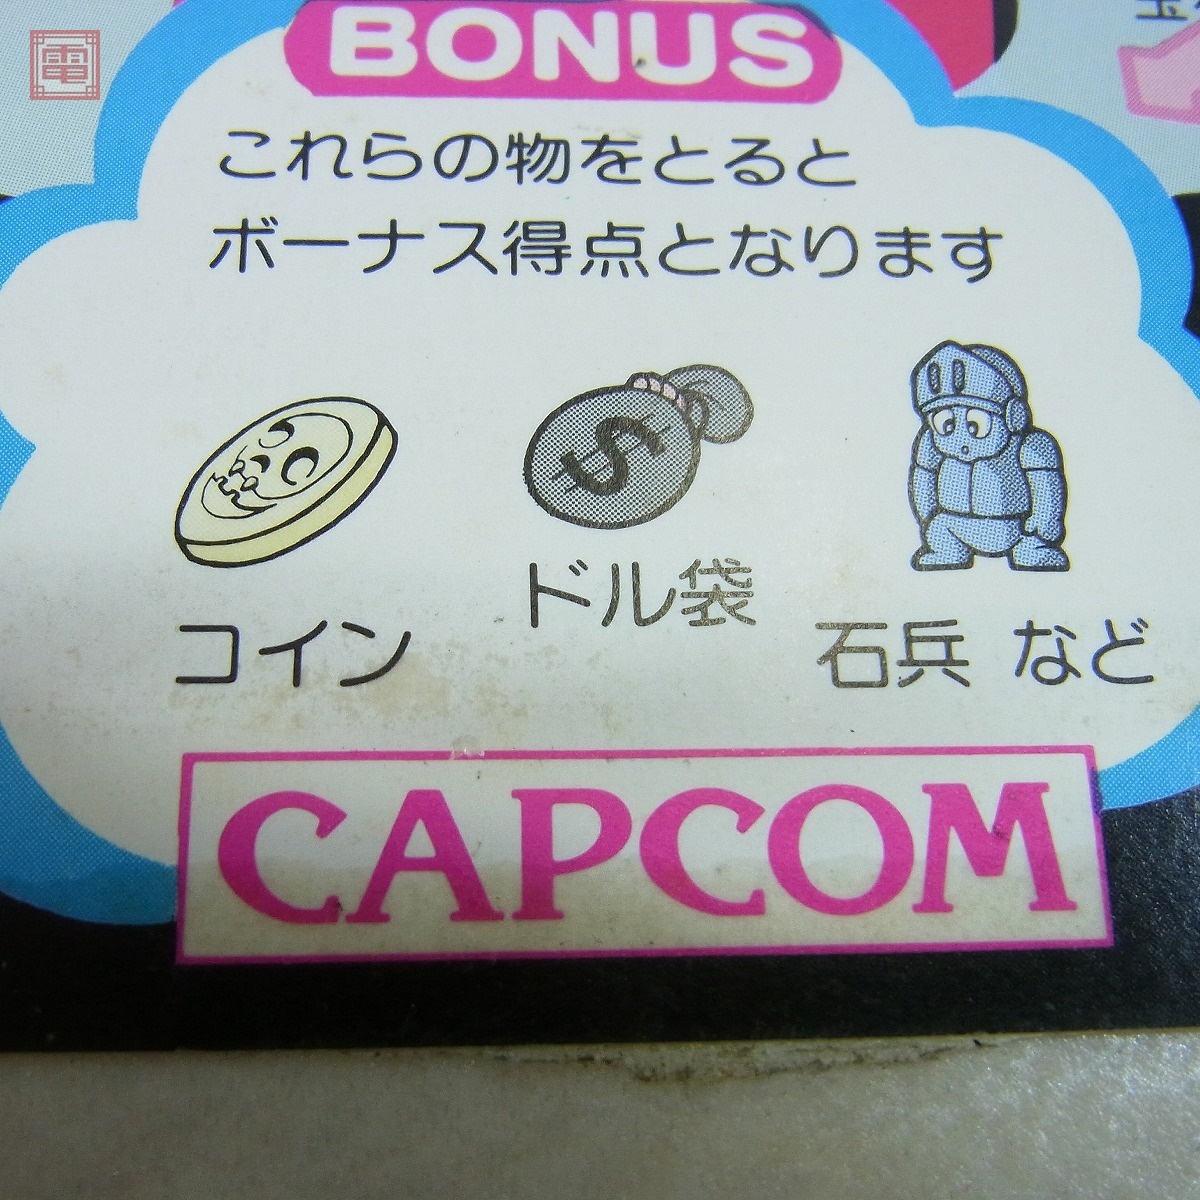 電
BONUS
これらの物をとると
ボーナス得点となります
$
コイン
ドル袋
石兵 など
CAPCOM